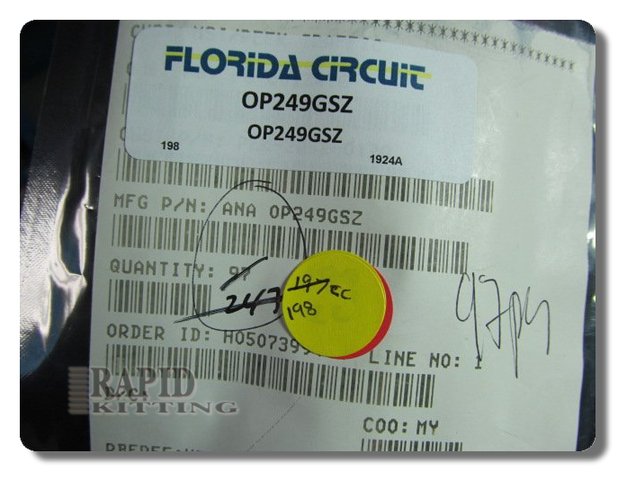 FLORIDA CIRCUIT
OP249GSZ
OP249GSZ
198
1924A
MFG P/N: ANA OP249GSZ
QUANTITY: 97
247
197 EC
198
97pcs
ORDER ID: H050739 LINE NO: 1
RAPID
KITTING
COO: MY